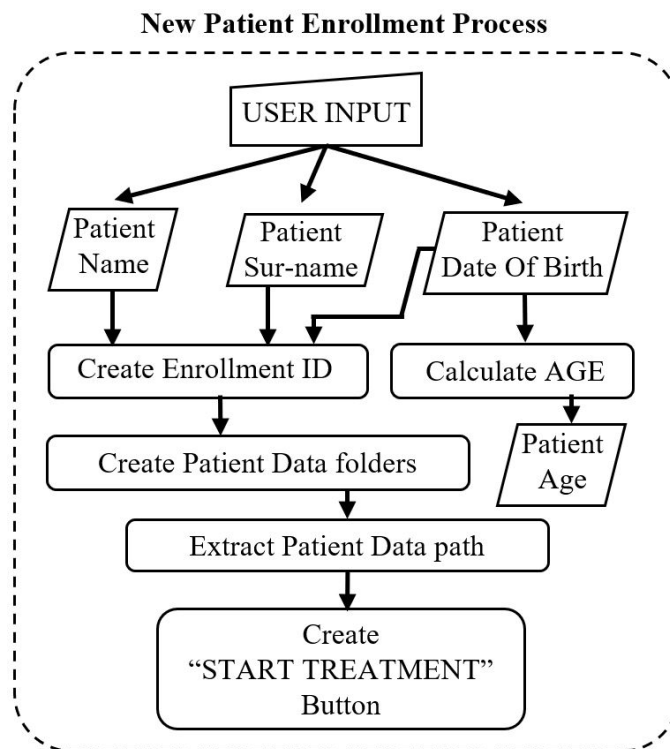 New Patient Enrollment Process
USER INPUT
Patient
Name
Patient
Sur-name
Patient
Date Of Birth
Create Enrollment ID
Calculate AGE
Create Patient Data folders
Patient
Age
Extract Patient Data path
Create
“START TREATMENT”
Button